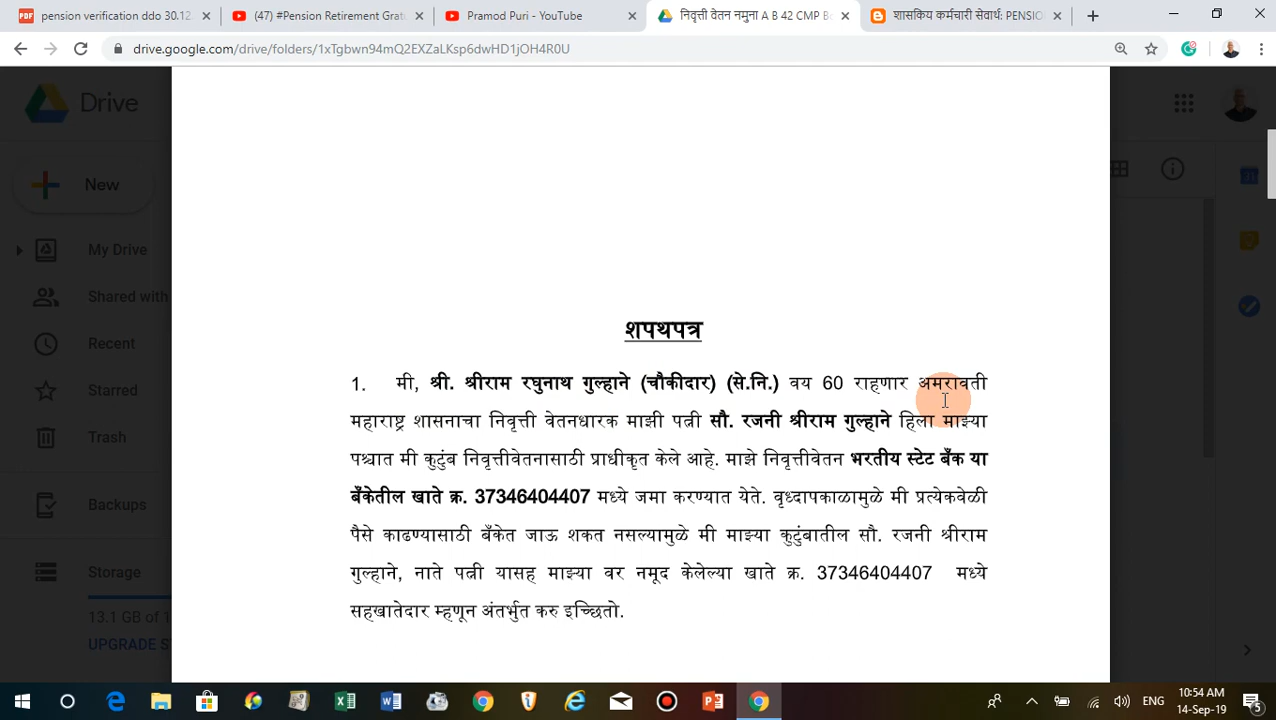 pension verification ddo 30.12
(47) #Pension Retirement Grat
Pramod Puri - YouTube
निवृत्ती वेतन नमुना A B 42 CMP B
शासकिय कर्मचारी सेवार्थ: PENSION
drive.google.com/drive/folders/1xTgbwn94mQ2EXZaLKsp6dwHD1jOH4R0U
Drive
New
My Drive
Shared with
Recent
Starred
Trash
Backups
Storage
13.1 GB of 1
UPGRADE S
शपथपत्र
1. मी, श्री. श्रीराम रघुनाथ गुल्हाने (चौकीदार) (से.नि.) वय 60 राहणार अमरावती
महाराष्ट्र शासनाचा निवृत्ती वेतनधारक माझी पत्नी सौ. रजनी श्रीराम गुल्हाने हिला माझ्या
पश्चात मी कुटुंब निवृत्तीवेतनासाठी प्राधीकृत केले आहे. माझे निवृत्तीवेतन भरतीय स्टेट बँक या
बँकेतील खाते क्र. 37346404407 मध्ये जमा करण्यात येते. वृध्दापकाळामुळे मी प्रत्येकवेळी
पैसे काढण्यासाठी बँकेत जाऊ शकत नसल्यामुळे मी माझ्या कुटुंबातील सौ. रजनी श्रीराम
गुल्हाने, नाते पत्नी यासह माझ्या वर नमूद केलेल्या खाते क्र. 37346404407 मध्ये
सहखातेदार म्हणून अंतर्भुत करु इच्छितो.
ENG
10:54 AM
14-Sep-19